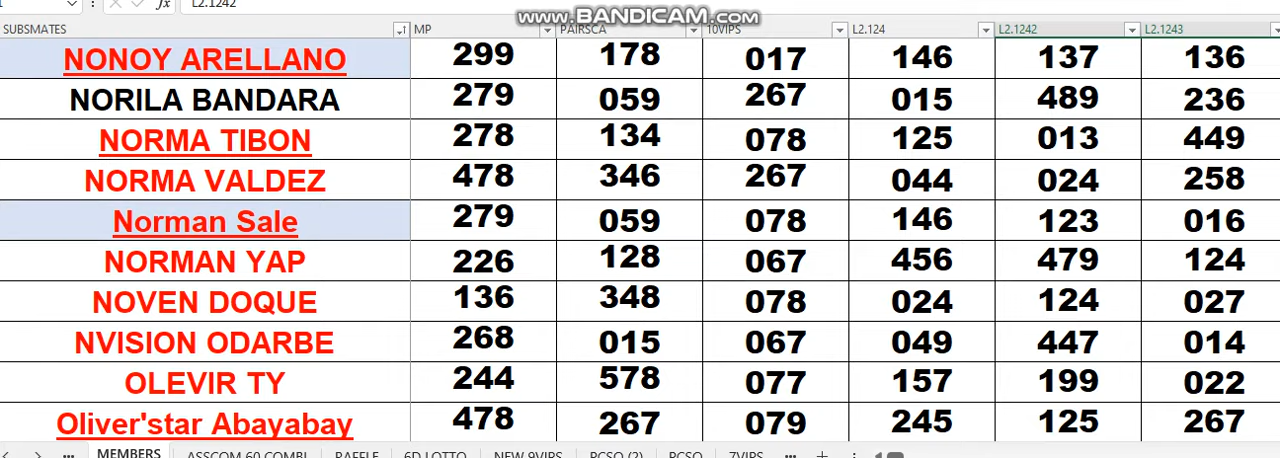 L2.1242
www.BANDICAM.com
SUBSMATES MP PAIRSCA 10VIPS L2.124 L2.1242 L2.1243
NONOY ARELLANO 299 178 017 146 137 136
NORILA BANDARA 279 059 267 015 489 236
NORMA TIBON 278 134 078 125 013 449
NORMA VALDEZ 478 346 267 044 024 258
Norman Sale 279 059 078 146 123 016
NORMAN YAP 226 128 067 456 479 124
NOVEN DOQUE 136 348 078 024 124 027
NVISION ODARBE 268 015 067 049 447 014
OLEVIR TY 244 578 077 157 199 022
Oliver'star Abayabay 478 267 079 245 125 267
MEMBERS ASSCOM 60 COMBI RAFFLE 6D LOTTO NEW 9VIPS PCSO (2) PCSO 7VIPS